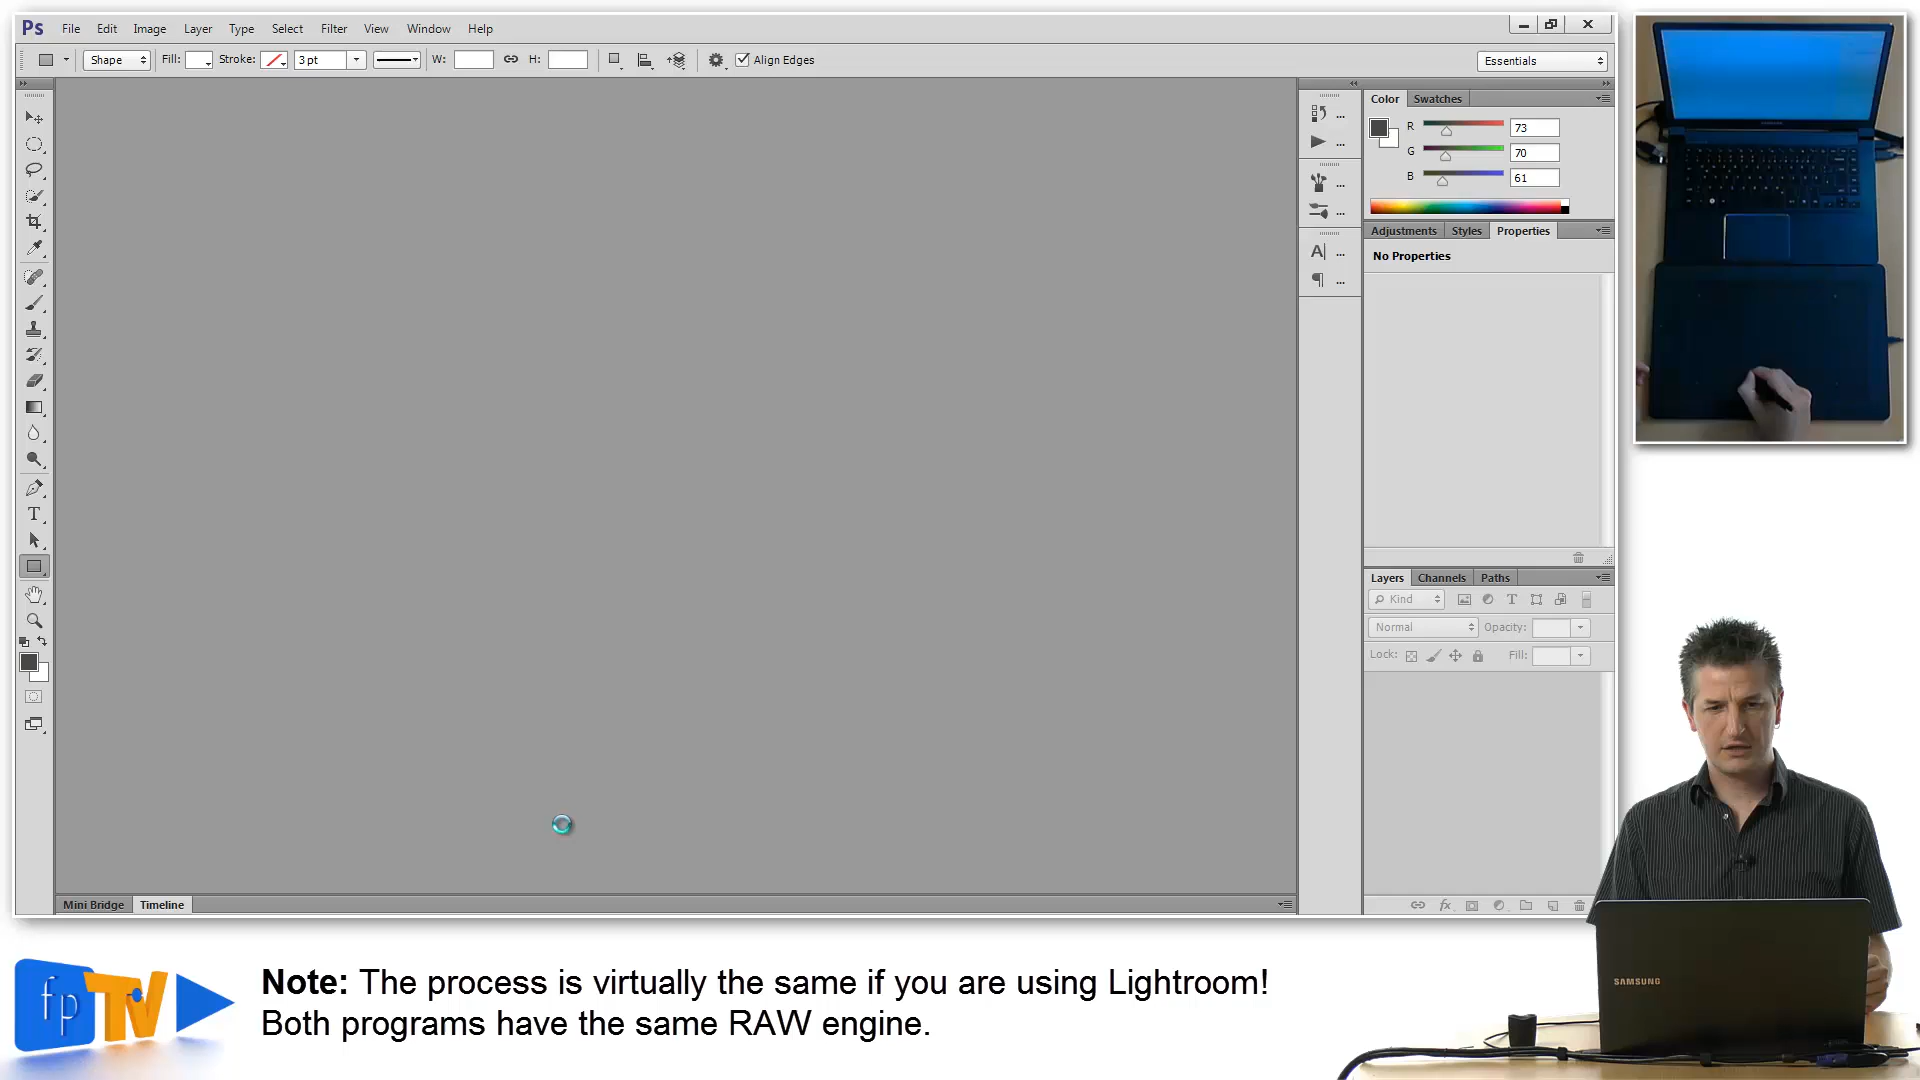 Ps File Edit Image Layer Type Select Filter View Window Help
Shape Fill: Stroke: 3 pt W: H: Align Edges Essentials
Color Swatches
R 73
G 70
B 61
Adjustments Styles Properties
No Properties
Layers Channels Paths
Kind
Normal Opacity:
Lock: Fill:
Mini Bridge Timeline
SAMSUNG
fp TV
Note: The process is virtually the same if you are using Lightroom!
Both programs have the same RAW engine.